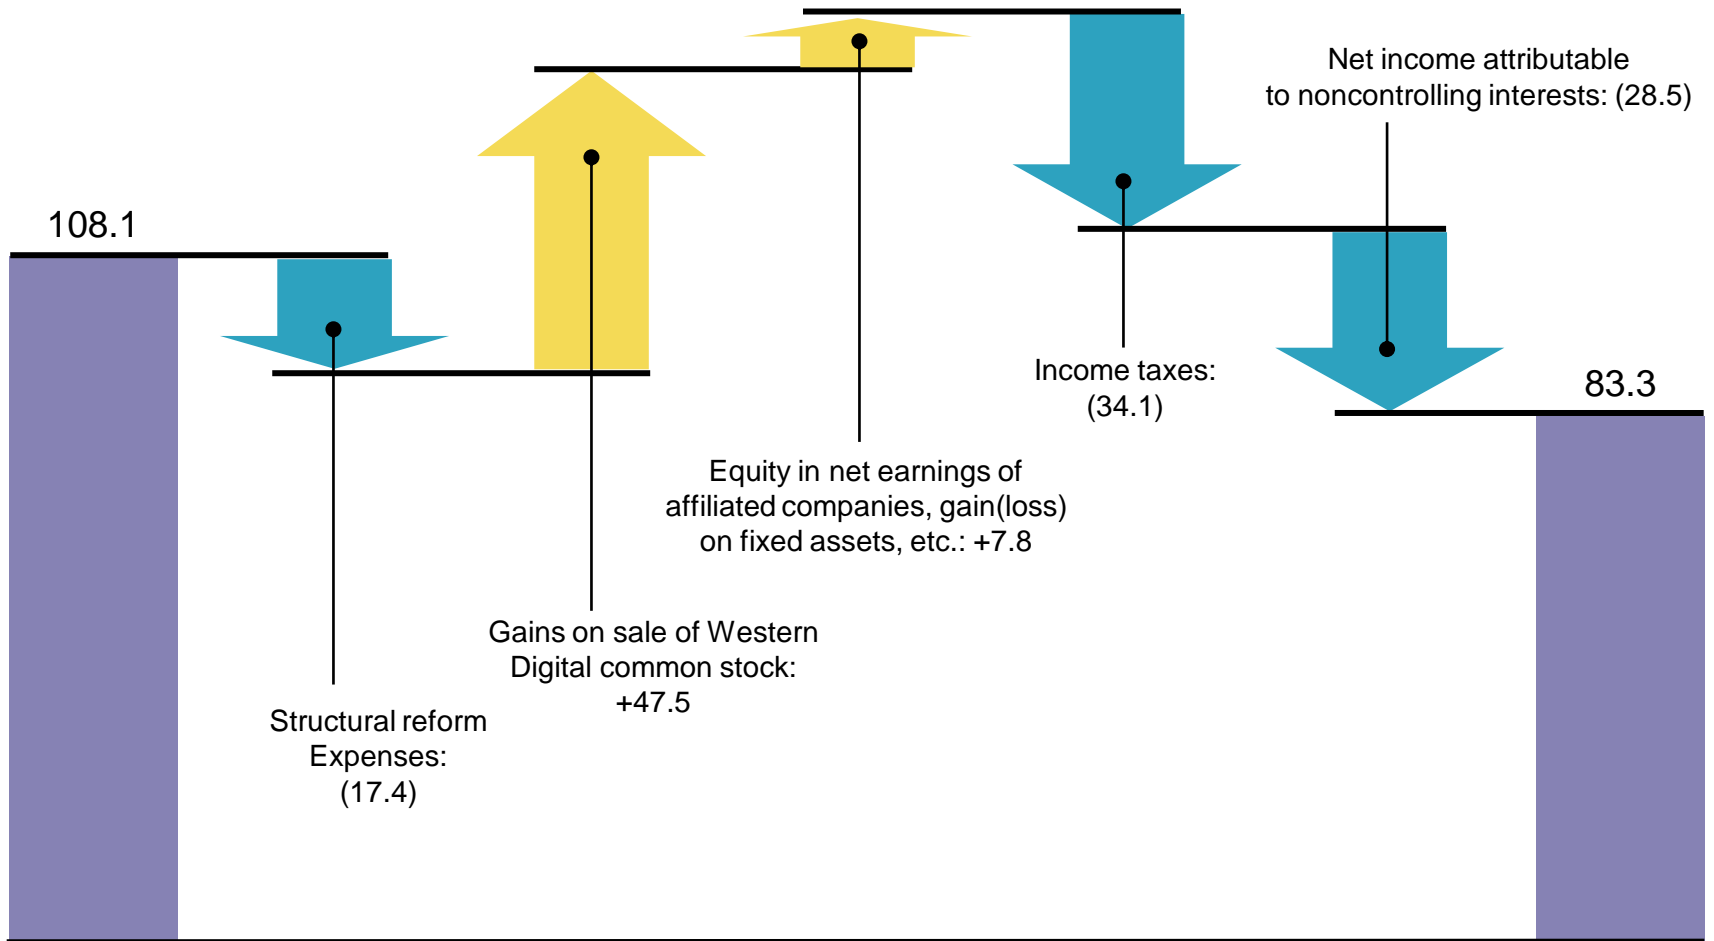 108.1
Structural reform
Expenses:
(17.4)
Gains on sale of Western
Digital common stock:
+47.5
Equity in net earnings of
affiliated companies, gain(loss)
on fixed assets, etc.: +7.8
Income taxes:
(34.1)
Net income attributable
to noncontrolling interests: (28.5)
83.3